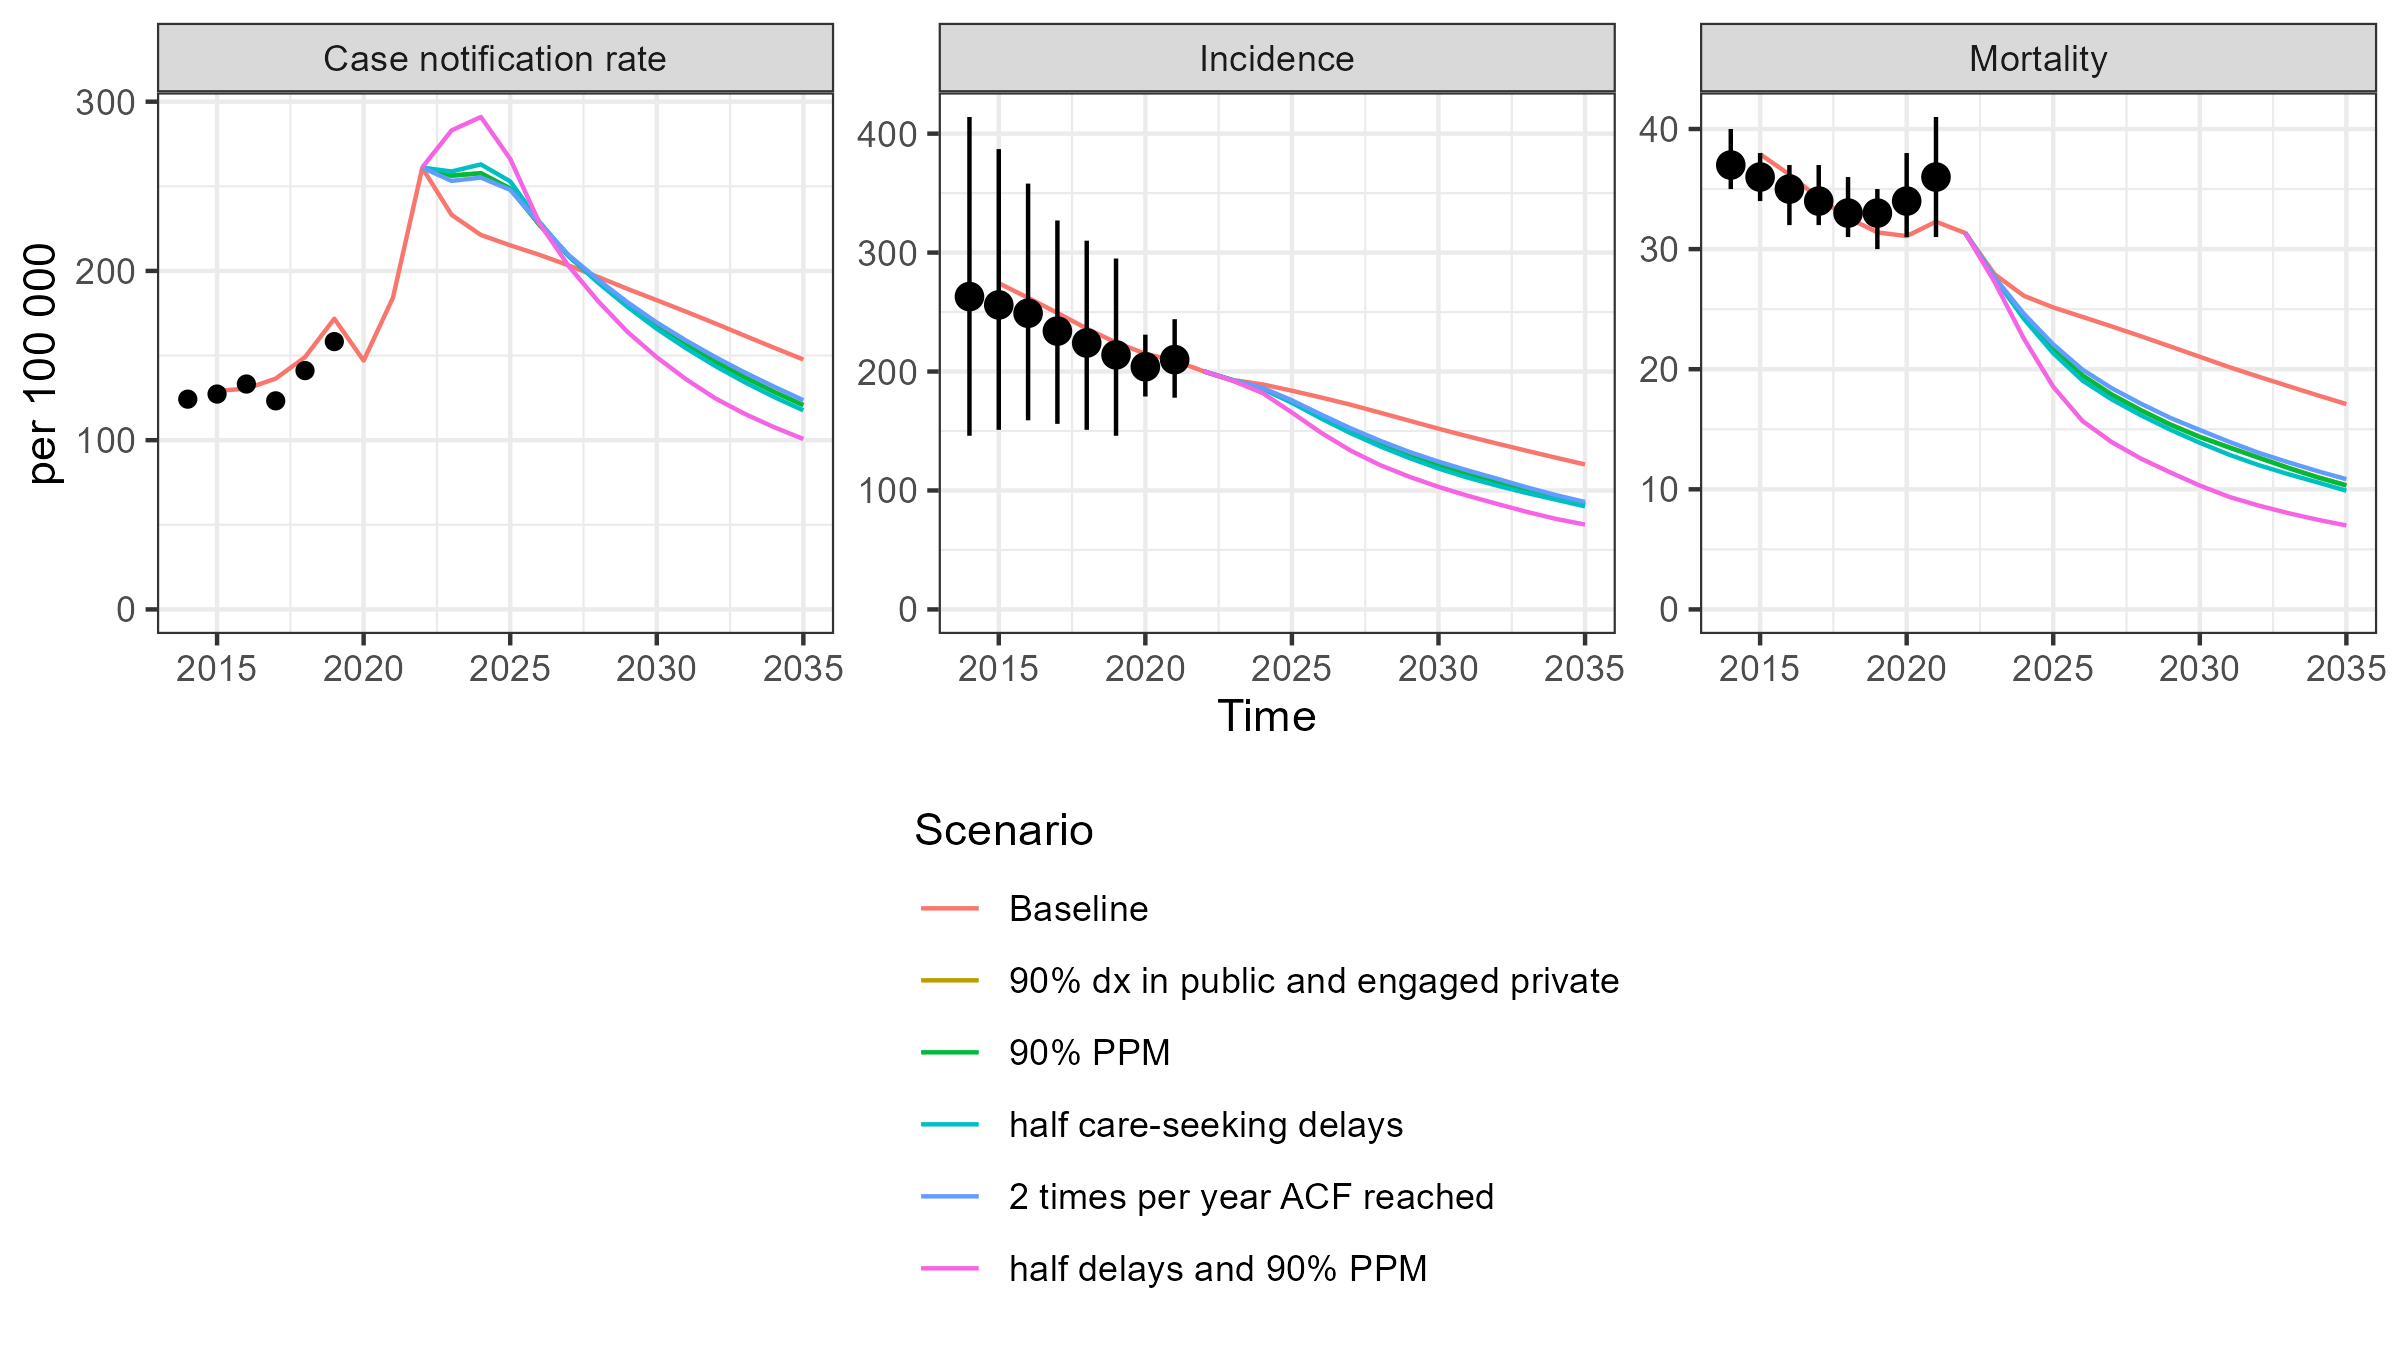 Case notification rate
Incidence
Mortality
300
200
100
0
400
300
200
100
0
40
30
20
10
0
per 100 000
2015 2020 2025 2030 2035
2015 2020 2025 2030 2035
2015 2020 2025 2030 2035
Time
Scenario
Baseline
90% dx in public and engaged private
90% PPM
half care-seeking delays
2 times per year ACF reached
half delays and 90% PPM